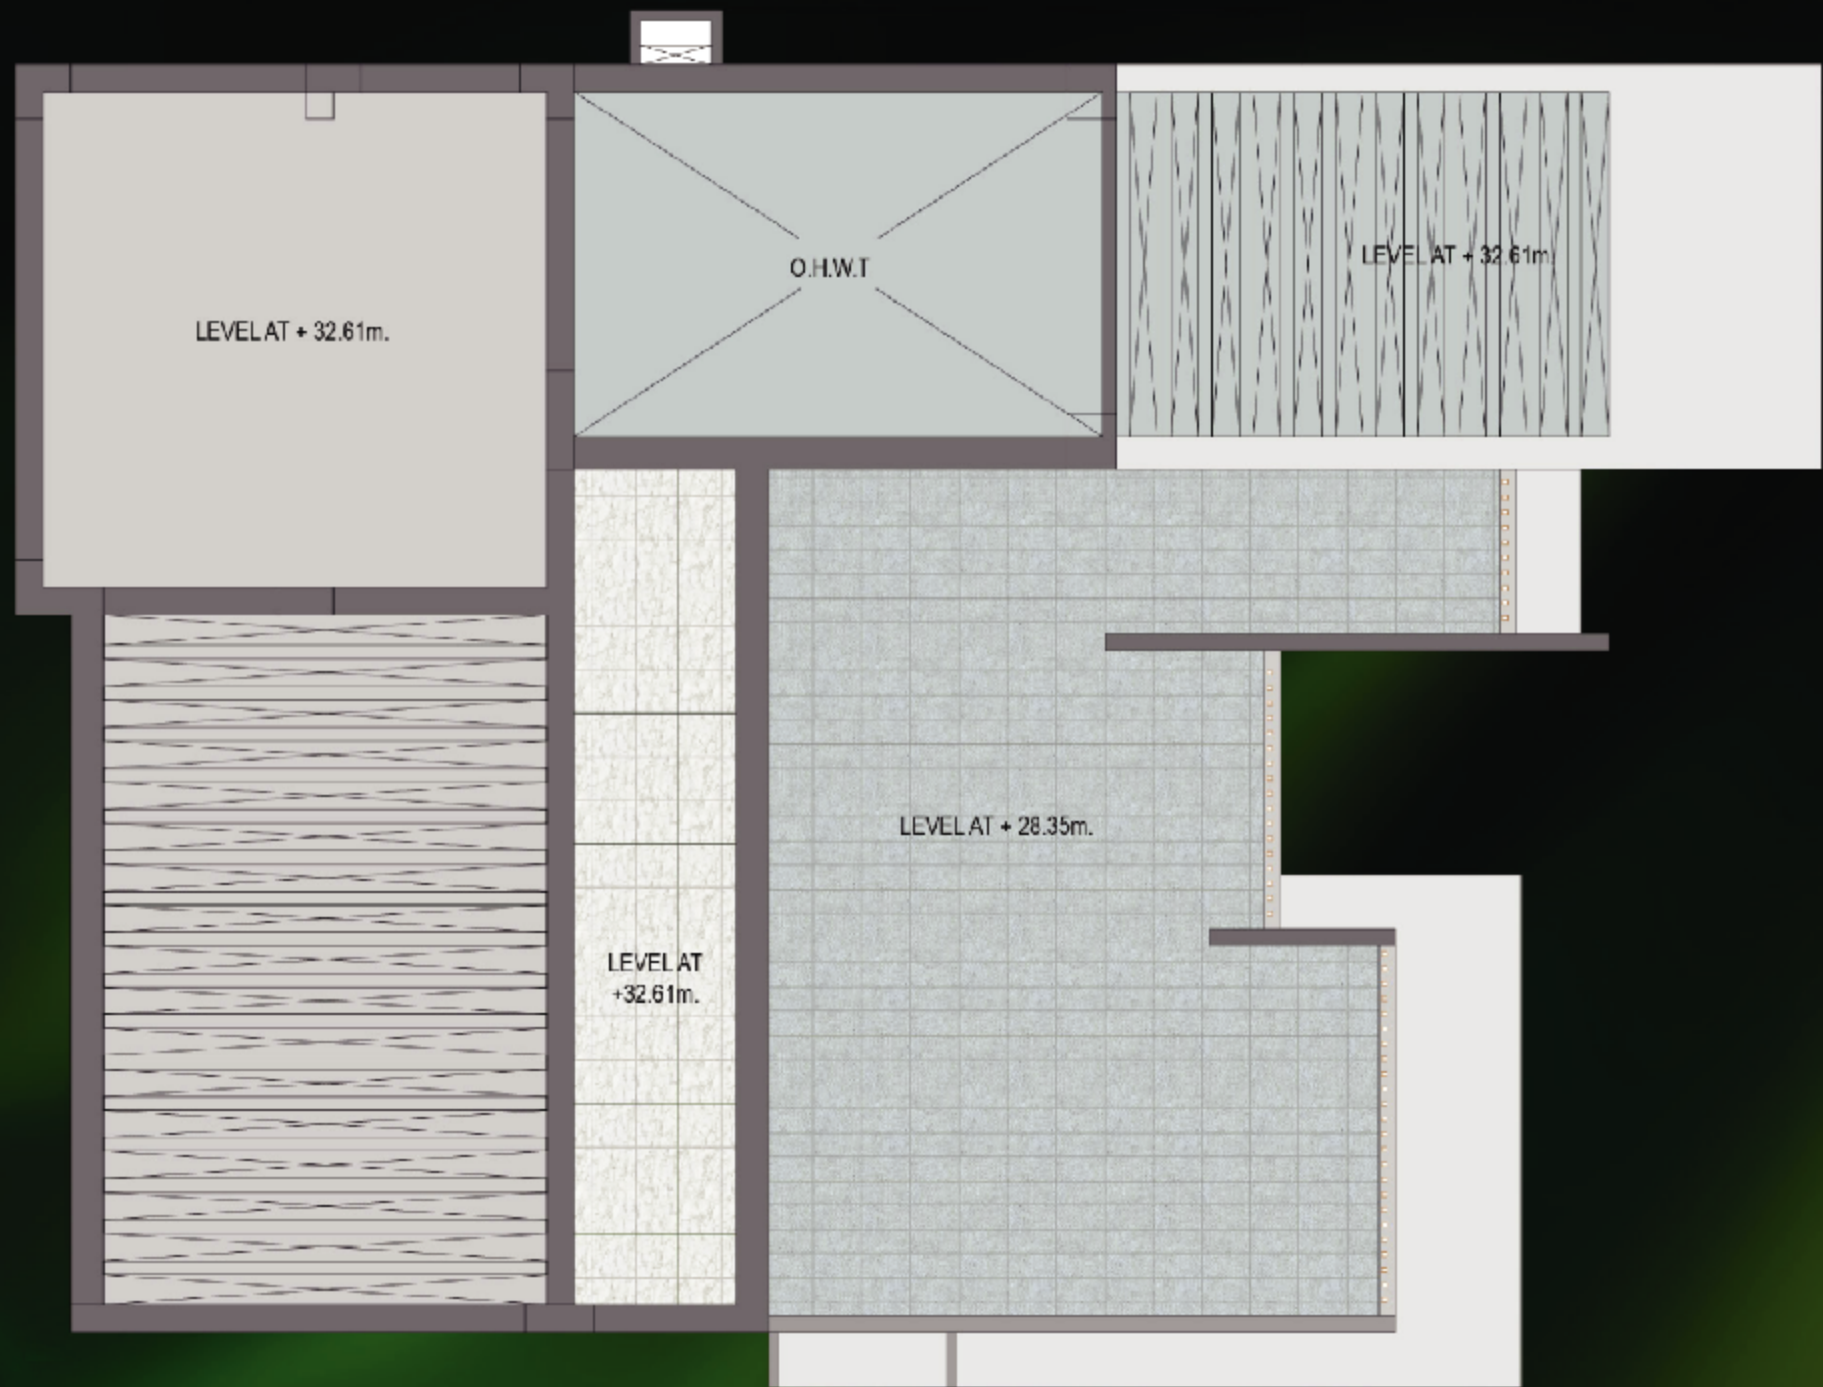 O.H.W.T
LEVEL AT + 32.61m.
LEVEL AT + 32.61m.
LEVEL AT + 28.35m.
LEVEL AT
+32.61m.